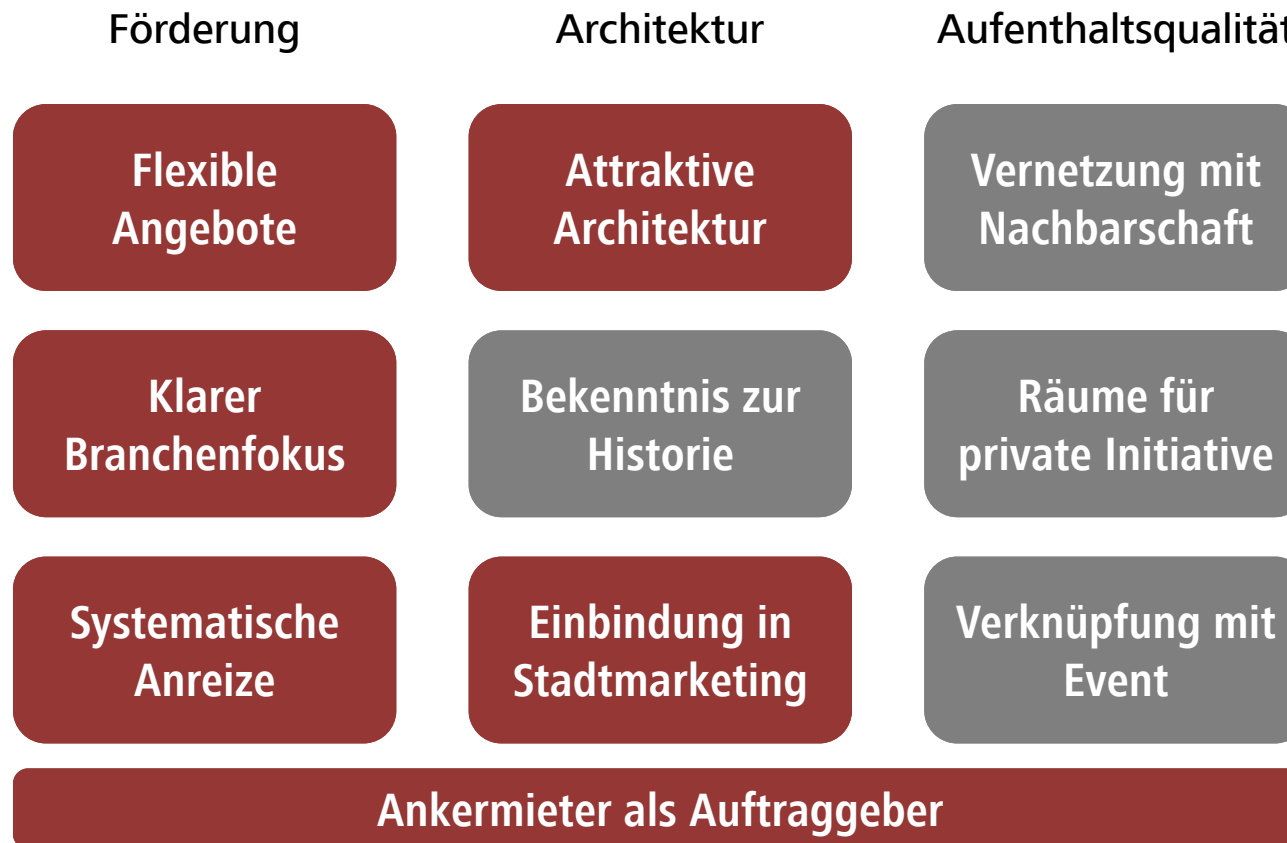 Förderung
Architektur
Aufenthaltsqualität
Flexible
Angebote
Attraktive
Architektur
Vernetzung mit
Nachbarschaft
Klarer
Branchenfokus
Bekenntnis zur
Historie
Räume für
private Initiative
Systematische
Anreize
Einbindung in
Stadtmarketing
Verknüpfung mit
Event
Ankermieter als Auftraggeber